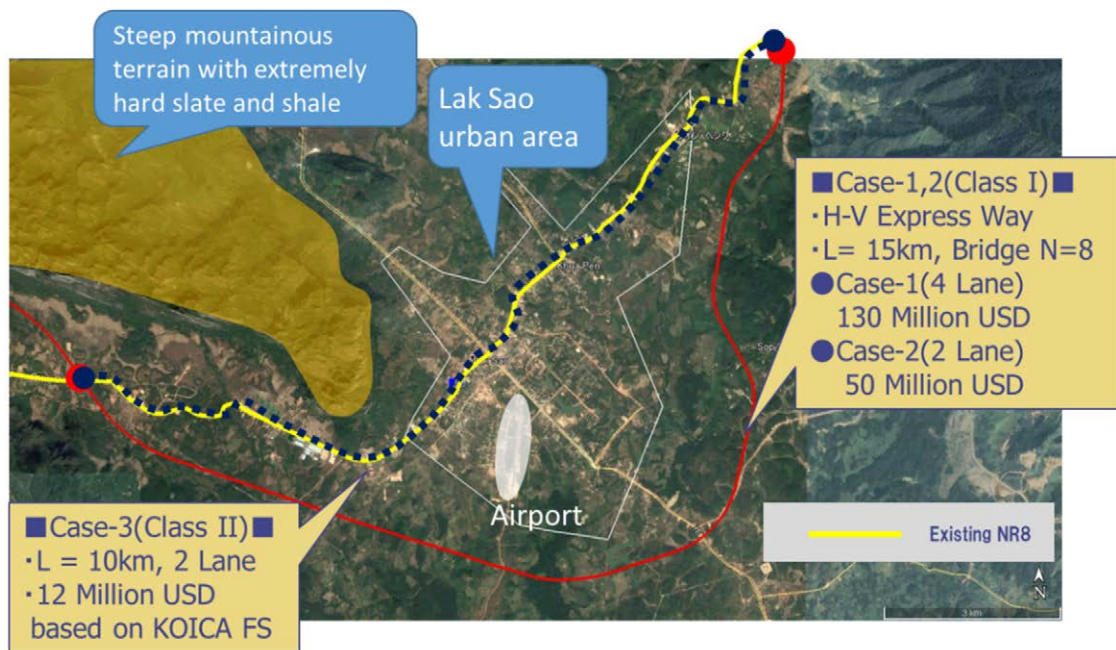 Steep mountainous
terrain with extremely
hard slate and shale
Lak Sao
urban area
■Case-1,2(Class I)■
・H-V Express Way
・L= 15km, Bridge N=8
●Case-1(4 Lane)
130 Million USD
●Case-2(2 Lane)
50 Million USD
Airport
■Case-3(Class II)■
・L = 10km, 2 Lane
・12 Million USD
based on KOICA FS
Existing NR8
N
3 km